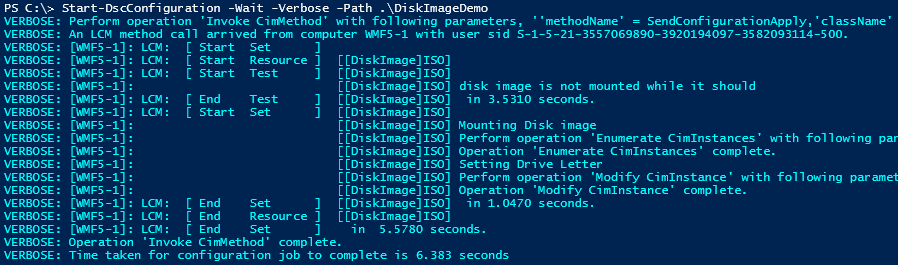 PS C:\> Start-DscConfiguration -Wait -Verbose -Path .\DiskImageDemo
VERBOSE: Perform operation 'Invoke CimMethod' with following parameters, ''methodName' = SendConfigurationApply,'className'
VERBOSE: An LCM method call arrived from computer WMF5-1 with user sid S-1-5-21-3557069890-3920194097-3582093114-500.
VERBOSE: [WMF5-1]: LCM:  [ Start  Set      ]
VERBOSE: [WMF5-1]: LCM:  [ Start  Resource ]  [[DiskImage]ISO]
VERBOSE: [WMF5-1]: LCM:  [ Start  Test     ]  [[DiskImage]ISO]
VERBOSE: [WMF5-1]:                            [[DiskImage]ISO] disk image is not mounted while it should
VERBOSE: [WMF5-1]: LCM:  [ End    Test     ]  [[DiskImage]ISO]  in 3.5310 seconds.
VERBOSE: [WMF5-1]: LCM:  [ Start  Set      ]  [[DiskImage]ISO]
VERBOSE: [WMF5-1]:                            [[DiskImage]ISO] Mounting Disk image
VERBOSE: [WMF5-1]:                            [[DiskImage]ISO] Perform operation 'Enumerate CimInstances' with following par
VERBOSE: [WMF5-1]:                            [[DiskImage]ISO] Operation 'Enumerate CimInstances' complete.
VERBOSE: [WMF5-1]:                            [[DiskImage]ISO] Setting Drive Letter
VERBOSE: [WMF5-1]:                            [[DiskImage]ISO] Perform operation 'Modify CimInstance' with following paramet
VERBOSE: [WMF5-1]:                            [[DiskImage]ISO] Operation 'Modify CimInstance' complete.
VERBOSE: [WMF5-1]: LCM:  [ End    Set      ]  [[DiskImage]ISO]  in 1.0470 seconds.
VERBOSE: [WMF5-1]: LCM:  [ End    Resource ]  [[DiskImage]ISO]
VERBOSE: [WMF5-1]: LCM:  [ End    Set      ]    in  5.5780 seconds.
VERBOSE: Operation 'Invoke CimMethod' complete.
VERBOSE: Time taken for configuration job to complete is 6.383 seconds